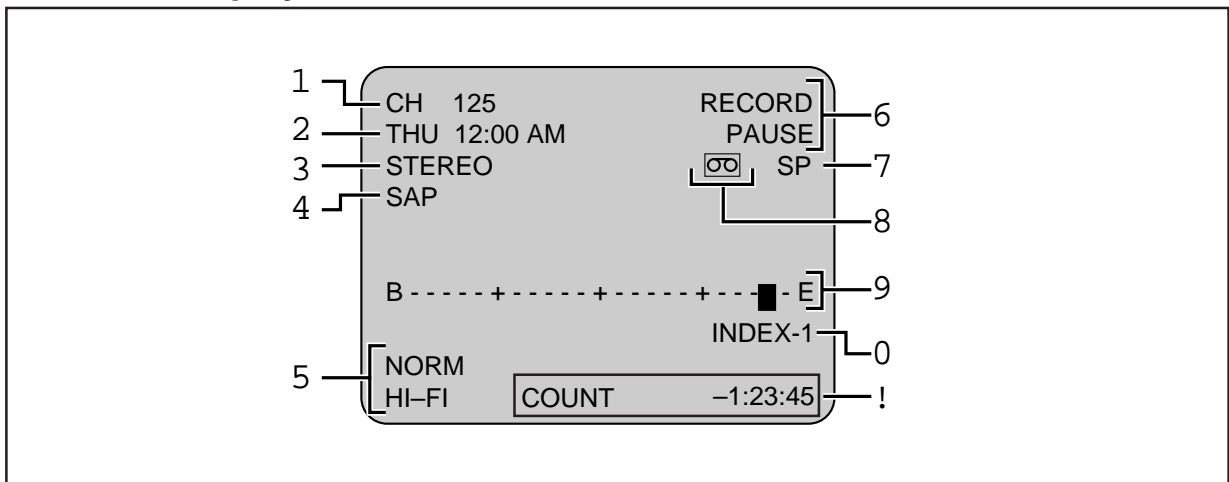 1 CH 125 RECORD
2 THU 12:00 AM PAUSE 6
3 STEREO SP 7
4 SAP
8
B - - - - - + - - - - - + - - - - - + - - - - - E 9
INDEX-1
0
5 NORM
HI–FI COUNT –1:23:45 !